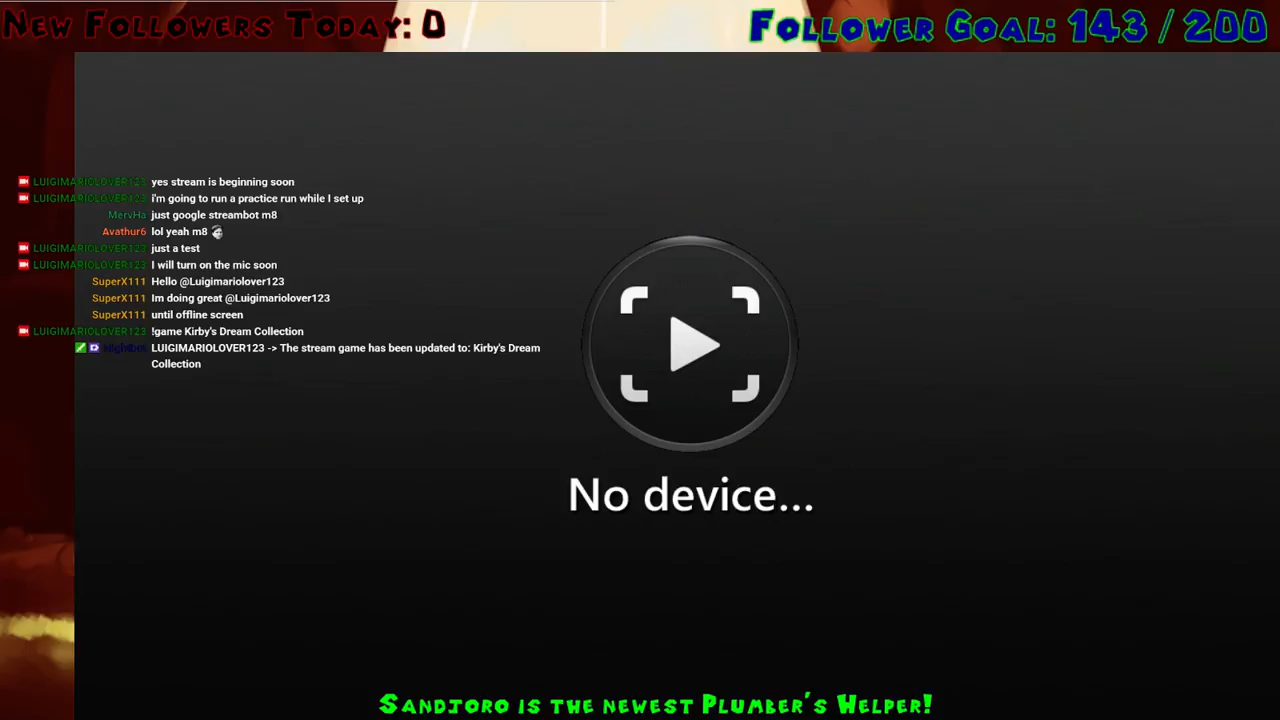 New Followers Today: 0
Follower Goal: 143 / 200
LUIGIMARIOLOVER123 yes stream is beginning soon
LUIGIMARIOLOVER123 i'm going to run a practice run while I set up
MervHa just google streambot m8
Avathur6 lol yeah m8
LUIGIMARIOLOVER123 just a test
LUIGIMARIOLOVER123 I will turn on the mic soon
SuperX111 Hello @Luigimariolover123
SuperX111 Im doing great @Luigimariolover123
SuperX111 until offline screen
LUIGIMARIOLOVER123 !game Kirby's Dream Collection
Nightbot LUIGIMARIOLOVER123 -> The stream game has been updated to: Kirby's Dream
Collection
No device...
Sandjoro is the newest Plumber's Helper!